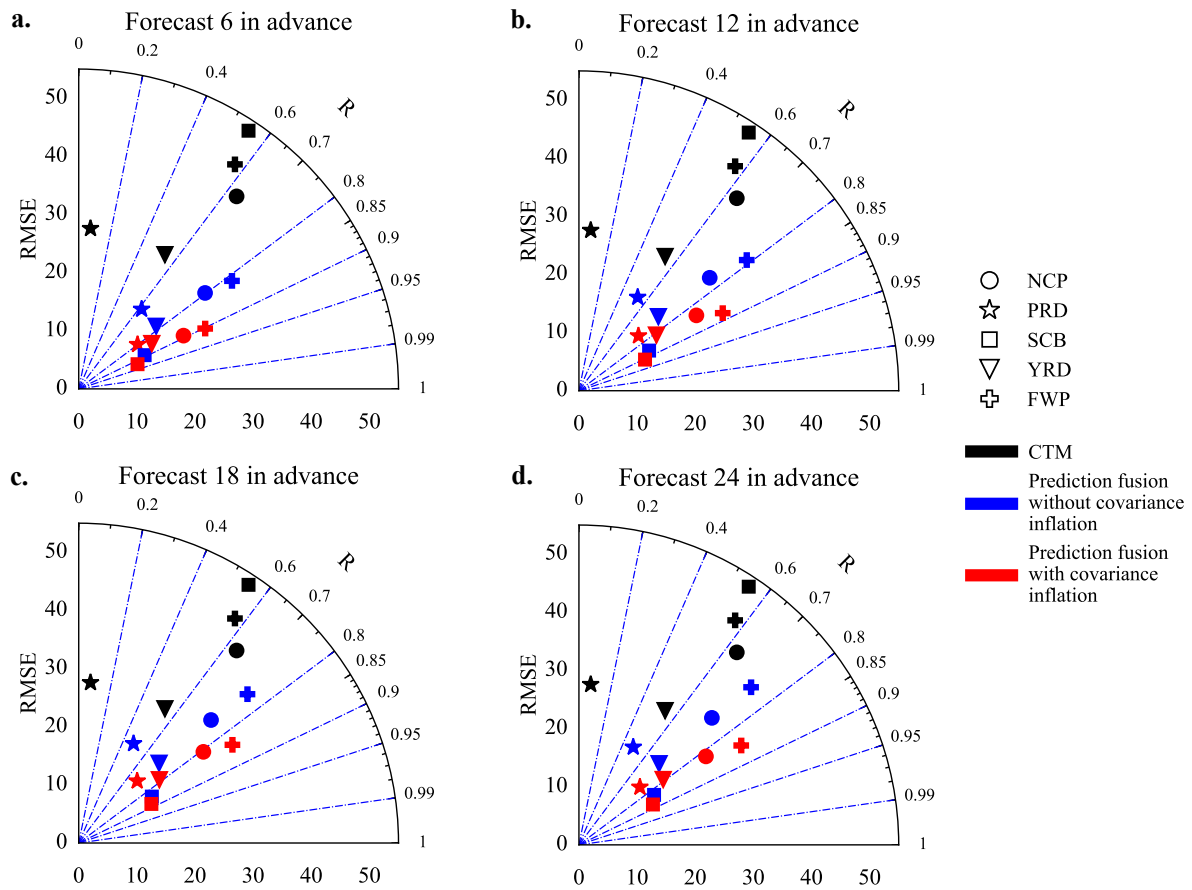 a.
Forecast 6 in advance
0
0.2
0.4
R
0.6
0.7
0.8
0.85
0.9
0.95
0.99
1
RMSE
50
40
30
20
10
0
0 10 20 30 40 50
b.
Forecast 12 in advance
0
0.2
0.4
R
0.6
0.7
0.8
0.85
0.9
0.95
0.99
1
RMSE
50
40
30
20
10
0
0 10 20 30 40 50
NCP
PRD
SCB
YRD
FWP
CTM
Prediction fusion
without covariance
inflation
Prediction fusion
with covariance
inflation
c.
Forecast 18 in advance
0
0.2
0.4
R
0.6
0.7
0.8
0.85
0.9
0.95
0.99
1
RMSE
50
40
30
20
10
0
0 10 20 30 40 50
d.
Forecast 24 in advance
0
0.2
0.4
R
0.6
0.7
0.8
0.85
0.9
0.95
0.99
1
RMSE
50
40
30
20
10
0
0 10 20 30 40 50